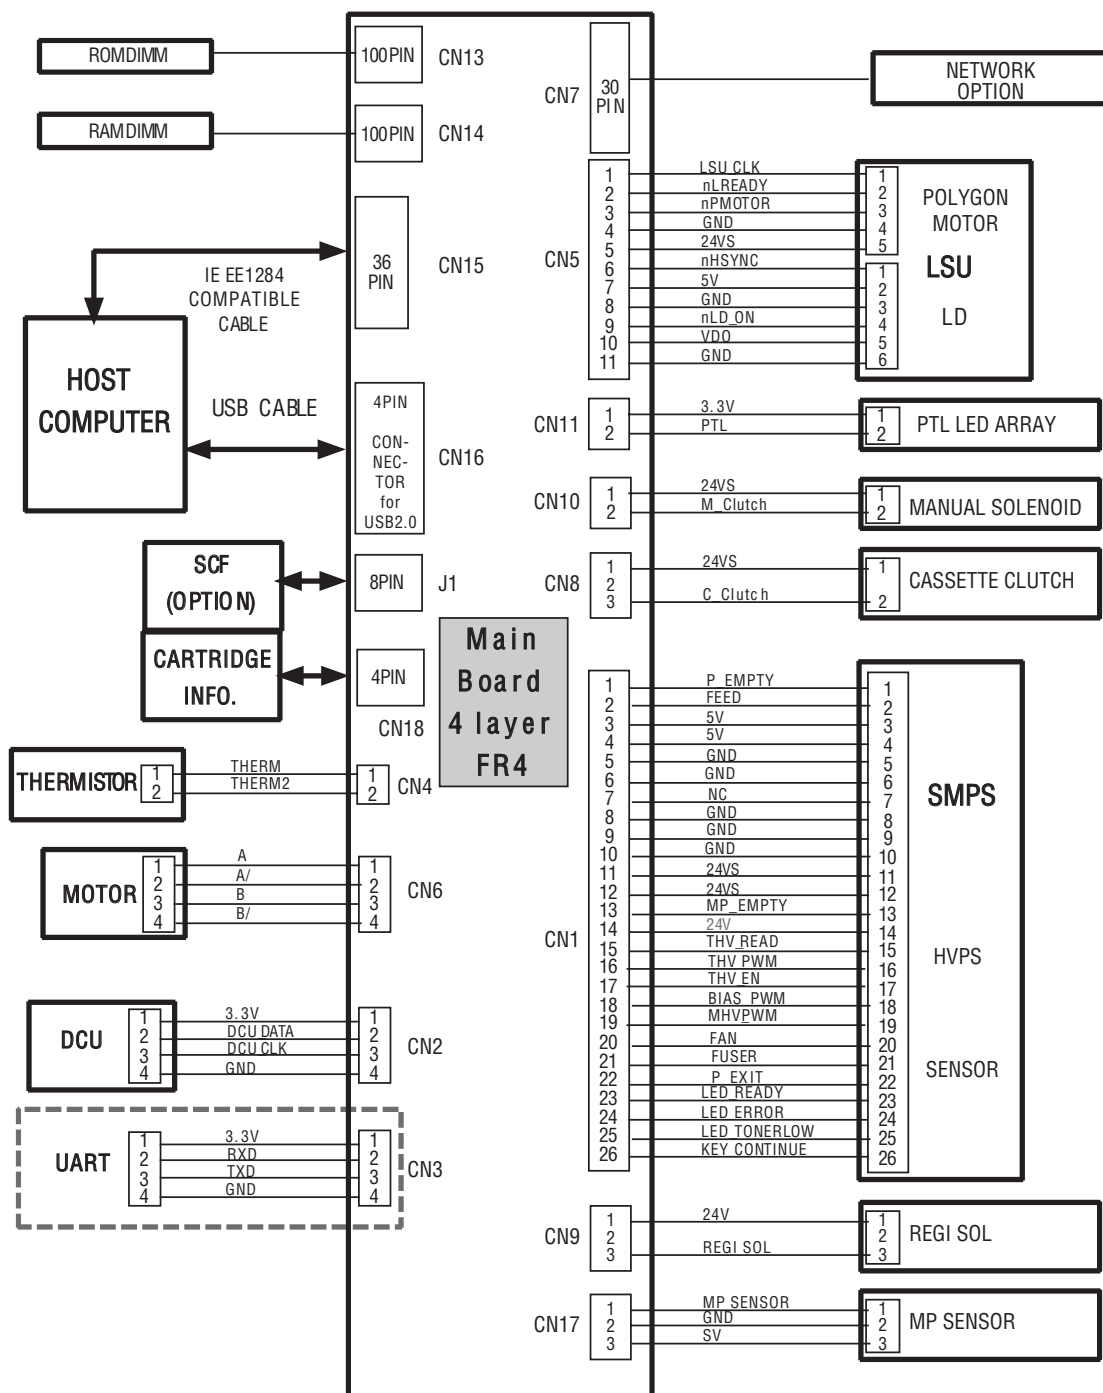 ROMDIMM
100PIN
CN13
RAMDIMM
100PIN
CN14
36
PIN
CN15
IEEE1284
COMPATIBLE
CABLE
HOST
COMPUTER
USB CABLE
4PIN
CON-
NEC-
TOR
for
USB2.0
CN16
SCF
(OPTION)
8PIN
J1
CARTRIDGE
INFO.
4PIN
CN18
Main
Board
4 layer
FR4
THERMISTOR
1
2
THERM
THERM2
1
2
CN4
MOTOR
1
2
3
4
A
A/
B
B/
1
2
3
4
CN6
DCU
1
2
3
4
3.3V
DCU DATA
DCU CLK
GND
1
2
3
4
CN2
UART
1
2
3
4
3.3V
RXD
TXD
GND
1
2
3
4
CN3
CN7
30
PIN
NETWORK
OPTION
CN5
1
2
3
4
5
6
7
8
9
10
11
LSU CLK
nLREADY
nPMOTOR
GND
24VS
nHSYNC
5V
GND
nLD_ON
VDO
GND
1
2
3
4
5
1
2
3
4
5
6
POLYGON
MOTOR
LSU
LD
CN11
1
2
3.3V
PTL
1
2
PTL LED ARRAY
CN10
1
2
24VS
M_Clutch
1
2
MANUAL SOLENOID
CN8
1
2
3
24VS
C_Clutch
1
2
CASSETTE CLUTCH
CN1
1
2
3
4
5
6
7
8
9
10
11
12
13
14
15
16
17
18
19
20
21
22
23
24
25
26
P_EMPTY
FEED
5V
5V
GND
GND
NC
GND
GND
GND
24VS
24VS
MP_EMPTY
24V
THV_READ
THV PWM
THV_EN
BIAS_PWM
MHVPWM
FAN
FUSER
P_EXIT
LED_READY
LED ERROR
LED_TONERLOW
KEY CONTINUE
1
2
3
4
5
6
7
8
9
10
11
12
13
14
15
16
17
18
19
20
21
22
23
24
25
26
SMPS
HVPS
SENSOR
CN9
1
2
3
24V
REGI SOL
1
2
3
REGI SOL
CN17
1
2
3
MP SENSOR
GND
SV
1
2
3
MP SENSOR